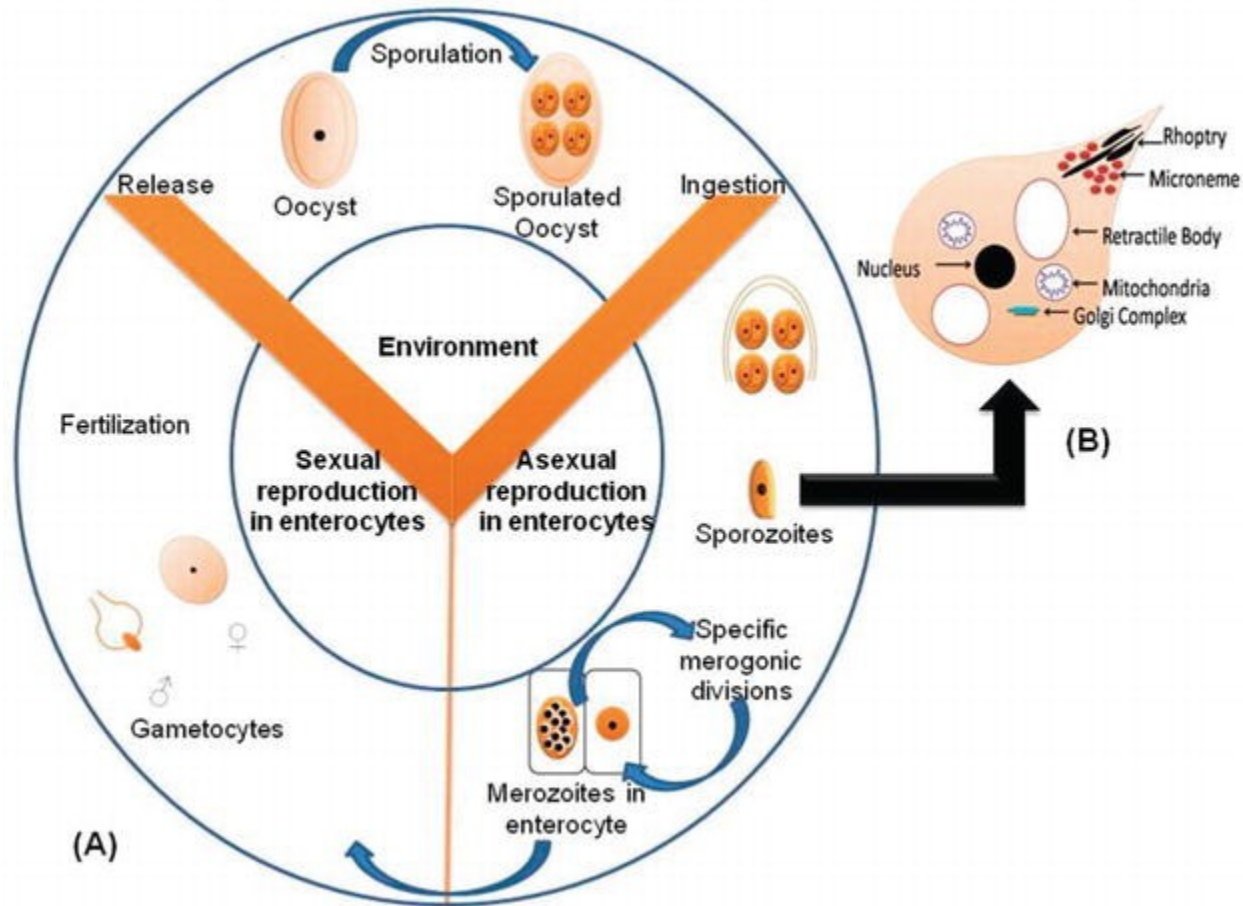 Sporulation
Release
Oocyst
Sporulated
Oocyst
Ingestion
Environment
Fertilization
Sexual
reproduction
in enterocytes
Asexual
reproduction
in enterocytes
Sporozoites
'Specific
merogonic
divisions
Gametocytes
♀
♂
Merozoites in
enterocyte
(A)
Rhoptry
Microneme
Retractile Body
Nucleus
Mitochondria
Golgi Complex
(B)